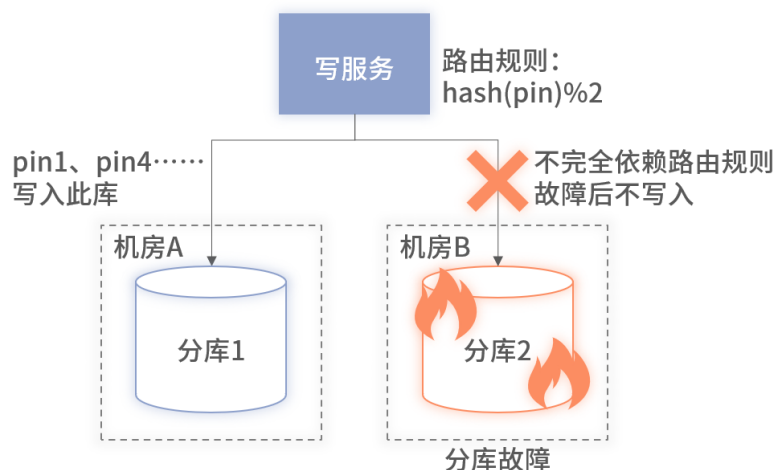 写服务
路由规则：
hash(pin)%2
pin1、pin4……
写入此库
不完全依赖路由规则
故障后不写入
机房A
机房B
分库1
分库2
分库故障